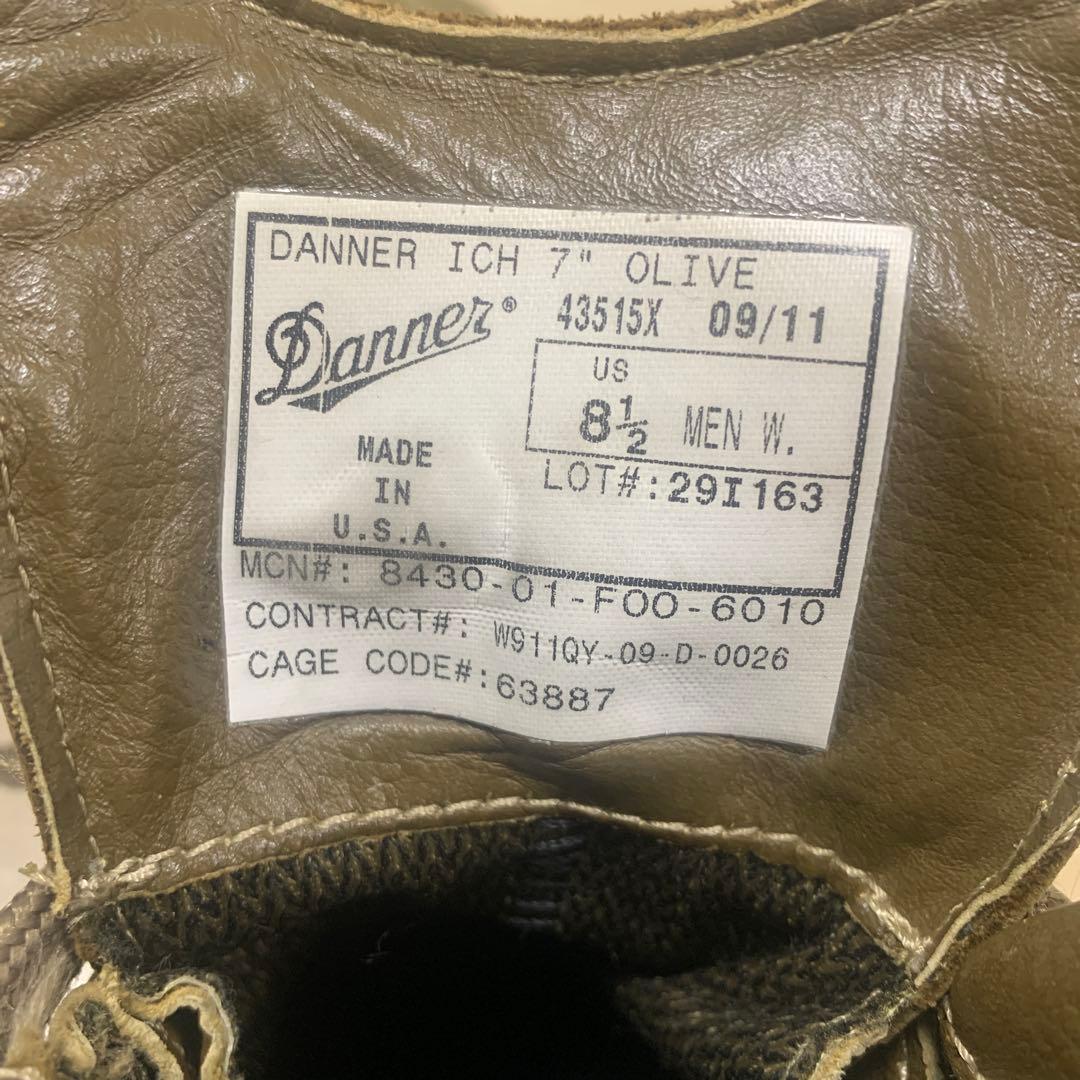 DANNER ICH 7" OLIVE
Danner®
43515X 09/11
US
8½ MEN W.
MADE
IN
U.S.A.
LOT#:29I163
MCN#: 8430-01-F00-6010
CONTRACT#: W911QY-09-D-0026
CAGE CODE#:63887